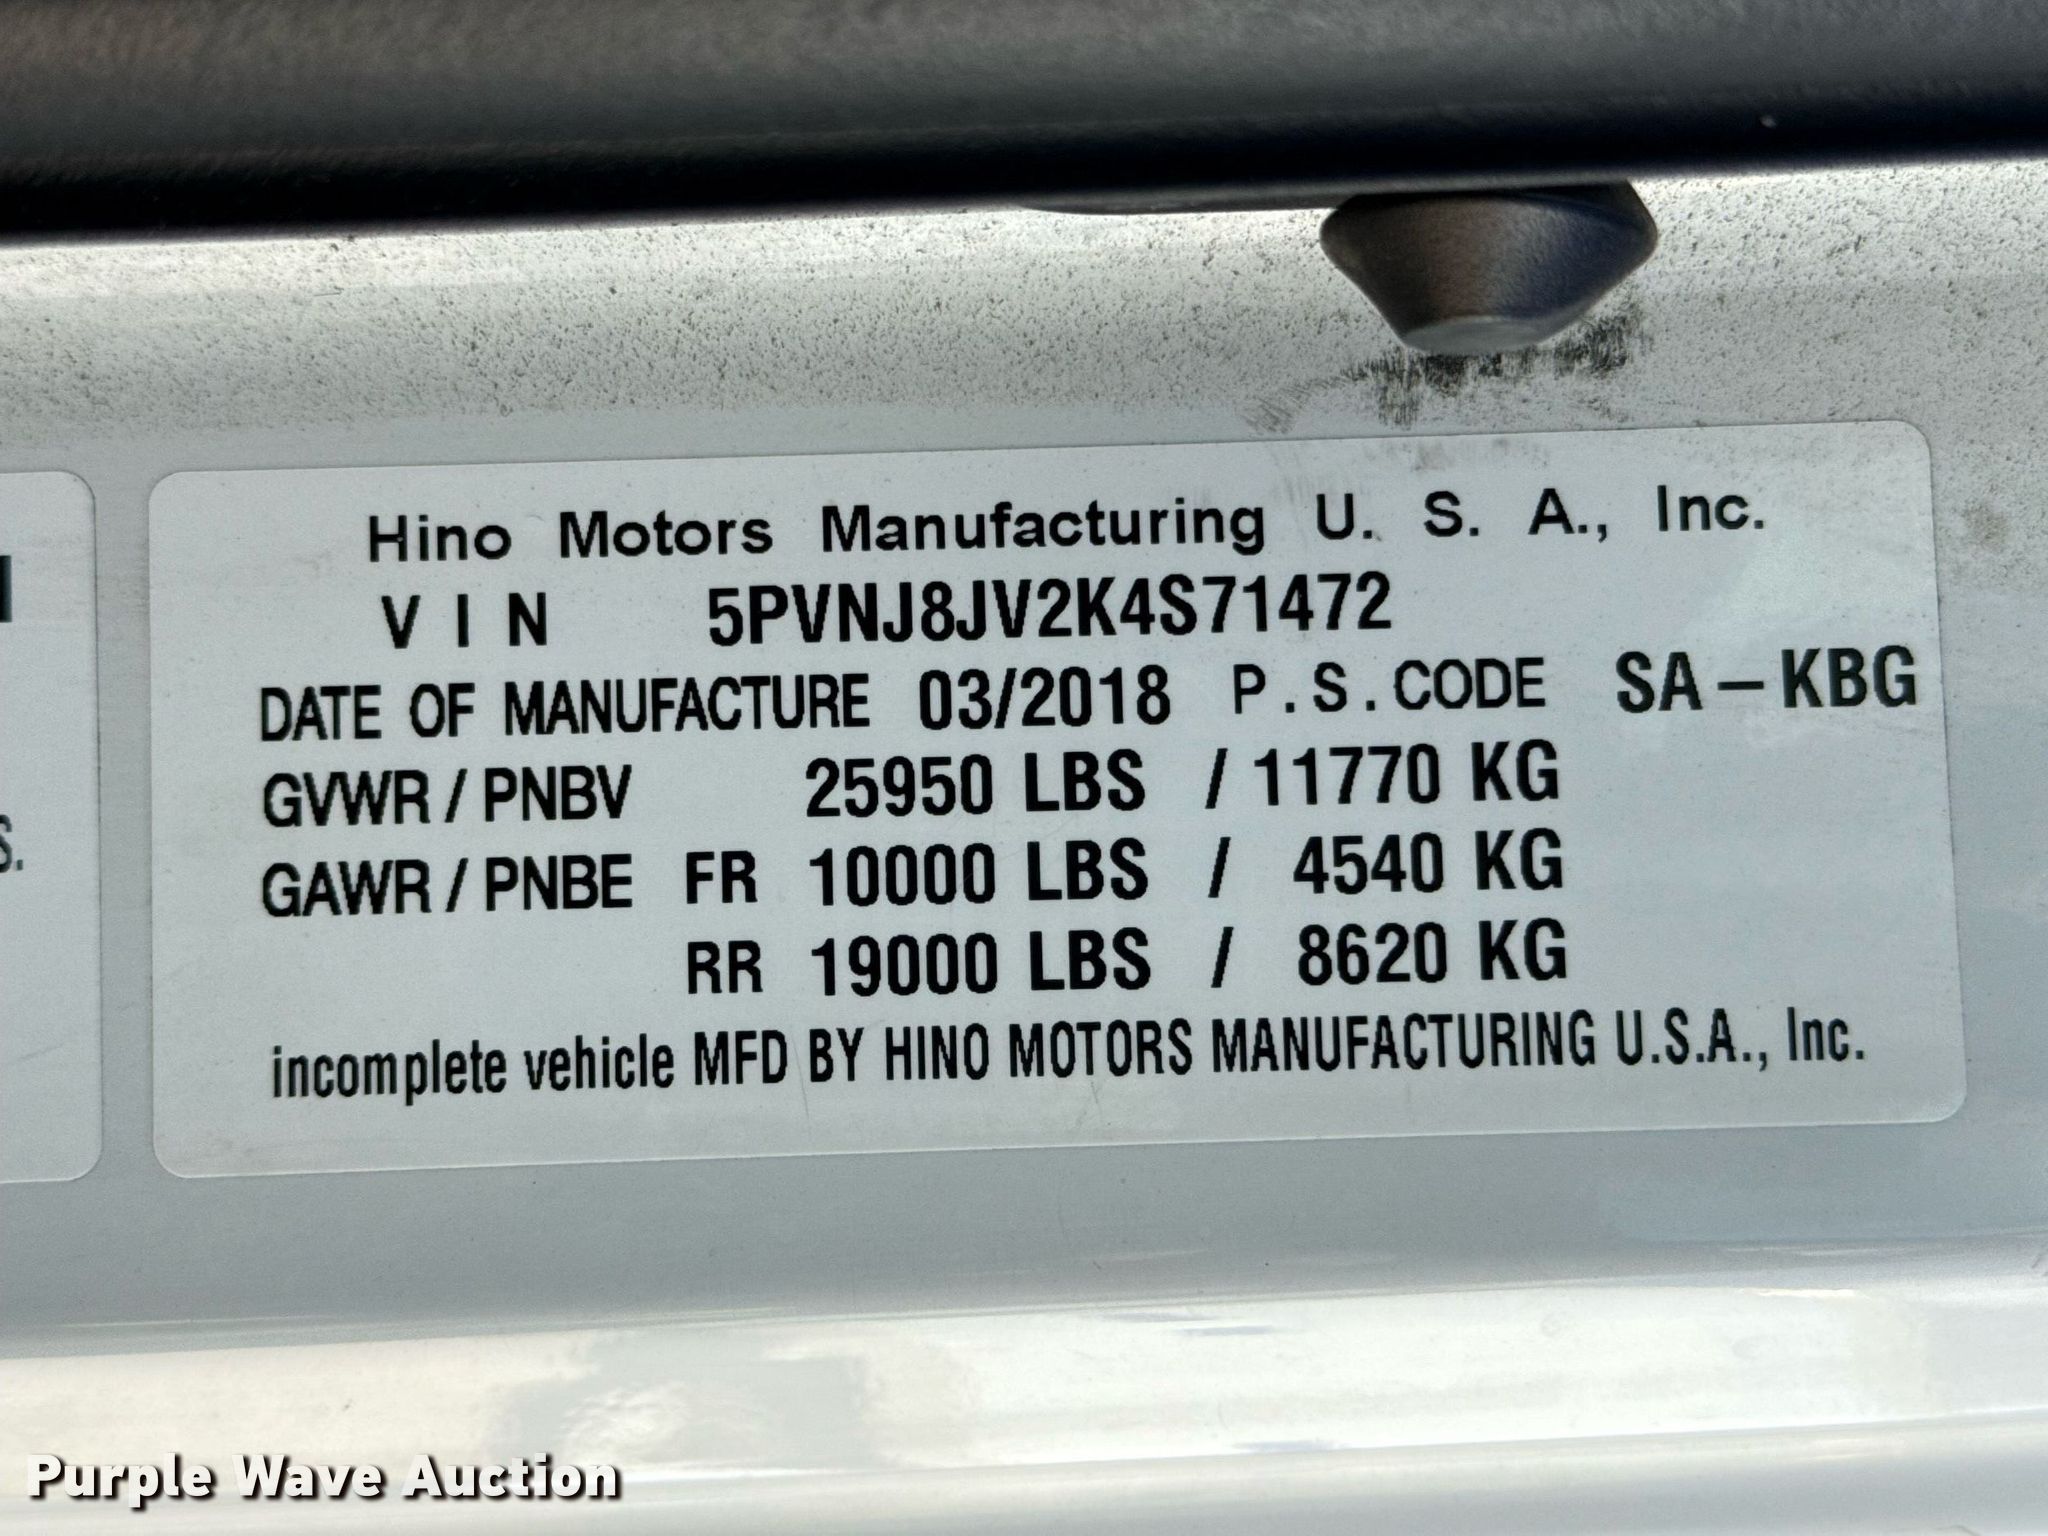 Hino Motors Manufacturing U. S. A., Inc.
VIN 5PVNJ8JV2K4S71472
DATE OF MANUFACTURE 03/2018 P.S.CODE SA-KBG
GVWR / PNBV 25950 LBS / 11770 KG
GAWR / PNBE FR 10000 LBS / 4540 KG
RR 19000 LBS / 8620 KG
incomplete vehicle MFD BY HINO MOTORS MANUFACTURING U.S.A., Inc.
S.
Purple Wave Auction